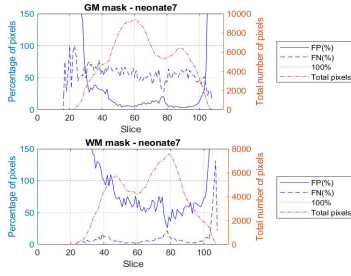 GM mask - neonate7
150
100
50
0
Percentage of pixels
10000
8000
6000
4000
2000
0
Total number of pixels
0 20 40 60 80 100
Slice
FP(%)
FN(%)
100%
Total pixels
WM mask - neonate7
150
100
50
0
Percentage of pixels
8000
6000
4000
2000
0
Total number of pixels
0 20 40 60 80 100
Slice
FP(%)
FN(%)
100%
Total pixels